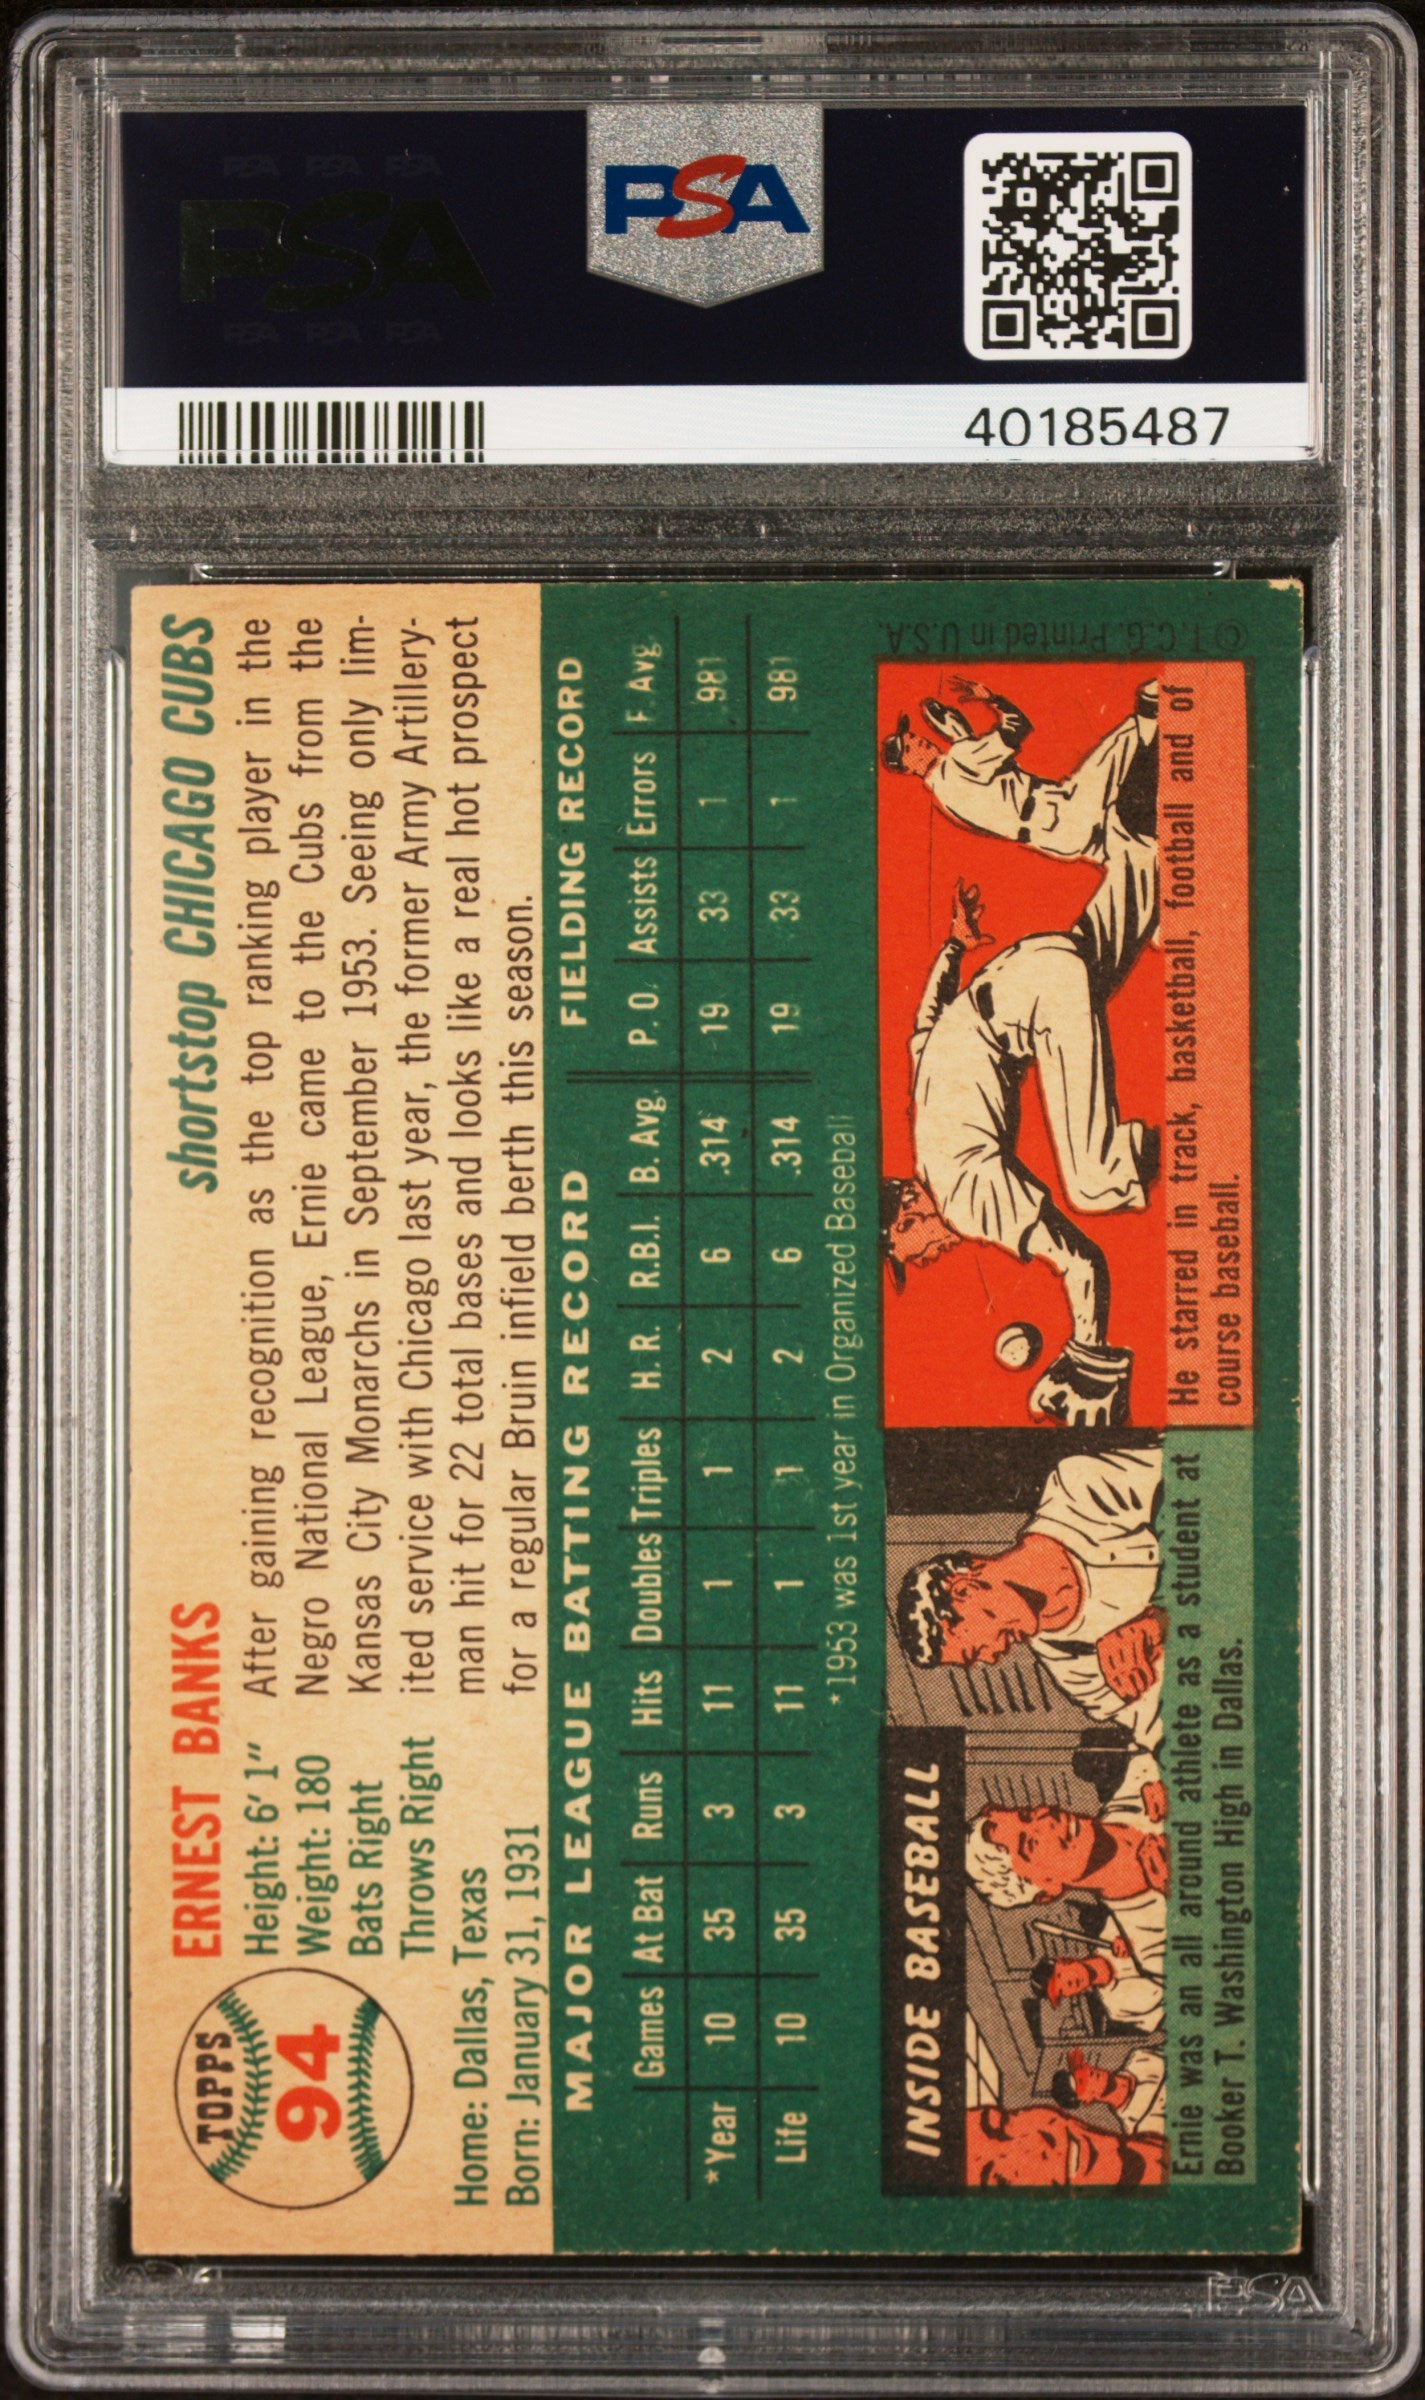 PSA PSA PSA
PSA
PSA PSA PSA
PSA
40185487
TOPPS
94
ERNEST BANKS
shortstop CHICAGO CUBS
Height: 6' 1"
Weight: 180
Bats Right
Throws Right
Home: Dallas, Texas
Born: January 31, 1931
After gaining recognition as the top ranking player in the
Negro National League, Ernie came to the Cubs from the
Kansas City Monarchs in September 1953. Seeing only lim-
ited service with Chicago last year, the former Army Artillery-
man hit for 22 total bases and looks like a real hot prospect
for a regular Bruin infield berth this season.
MAJOR LEAGUE BATTING RECORD FIELDING RECORD
Games At Bat Runs Hits Doubles Triples H. R. R.B.I. B. Avg. P. O. Assists Errors F. Avg.
*Year 10 35 3 11 1 1 2 6 .314 19 33 1 .981
Life 10 35 3 11 1 1 2 6 .314 19 33 1 .981
*1953 was 1st year in Organized Baseball
INSIDE BASEBALL
Ernie was an all around athlete as a student at
Booker T. Washington High in Dallas.
He starred in track, basketball, football and of
course baseball.
© T.C.G. Printed in U.S.A.
PSA